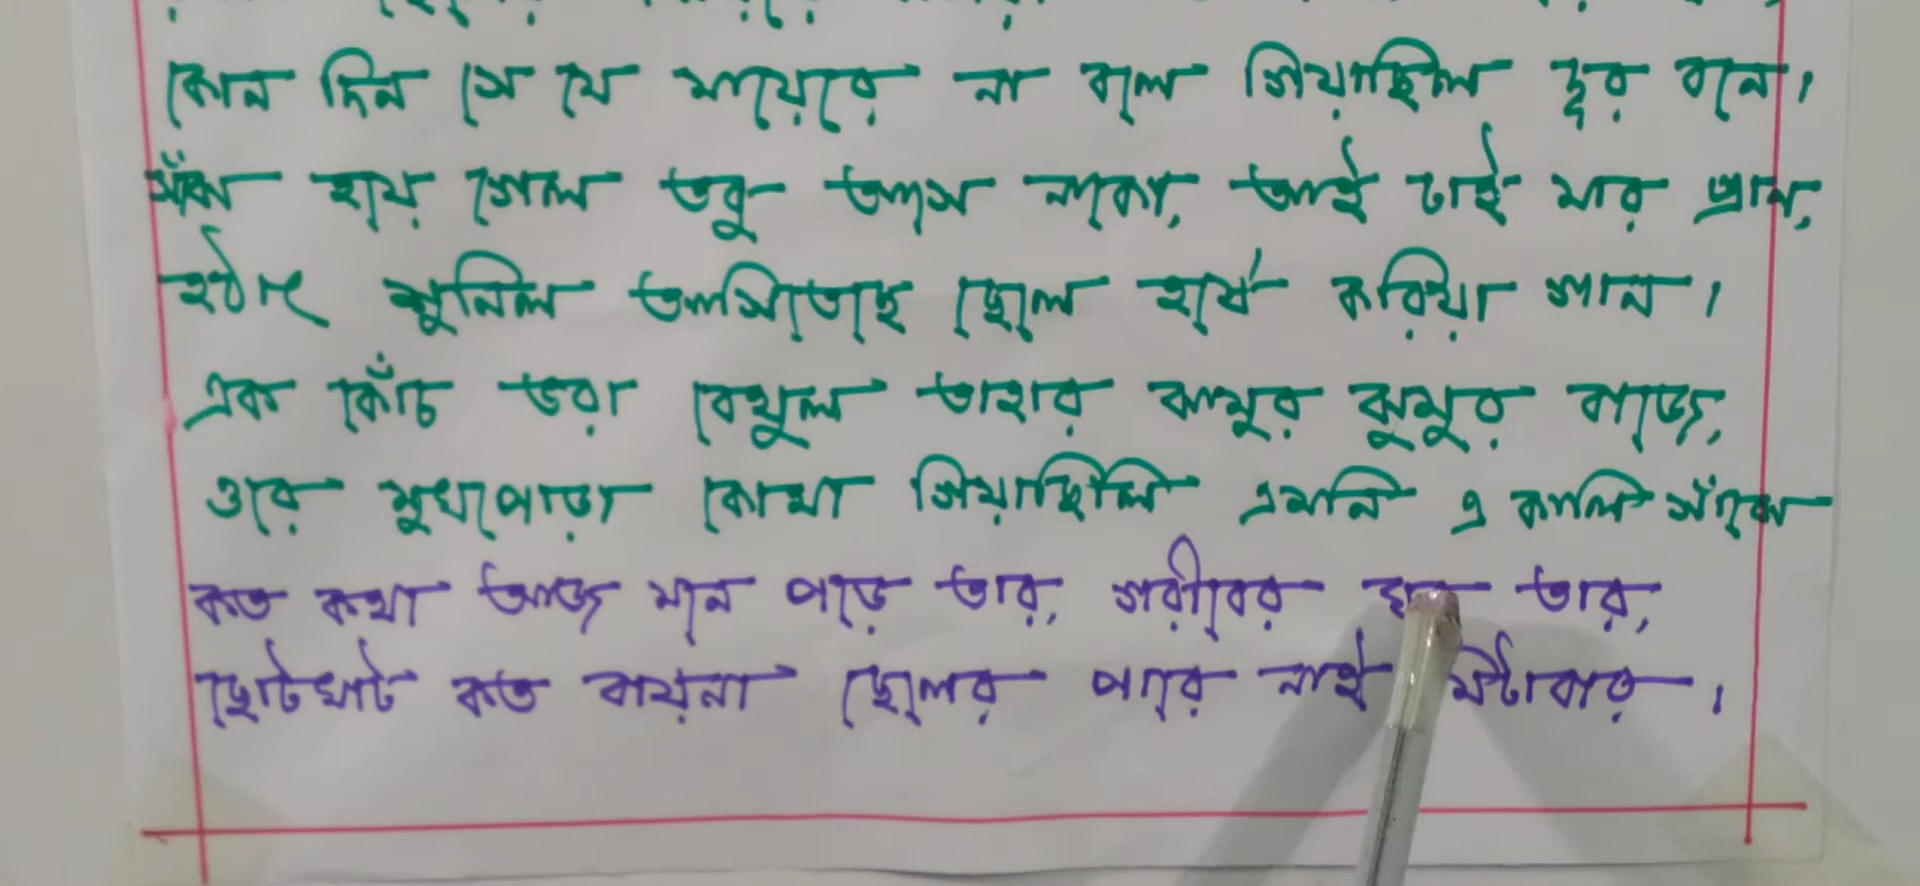 কোন দিন সে যে মায়েরে না বলে গিয়াছিল দূর বনে।
সাঁঝ হয়ে গেল তবু আসে নাকো, আই ঢাই মার প্রাণ,
হঠাৎ শুনিল আসিতেছে ছেলে হর্ষে করিয়া গান।
এক কোঁচ ভরা বেথুল তাহার ঝামুর ঝুমুর বাজে,
ওরে মুখপোড়া কোথা গিয়াছিলি এমনি এ কালি সাঁঝে
কত কথা আজ মনে পড়ে তার, গরীবের তার,
ছোটখাট কত বায়না ছেলের পারে নাই মিটাবার।